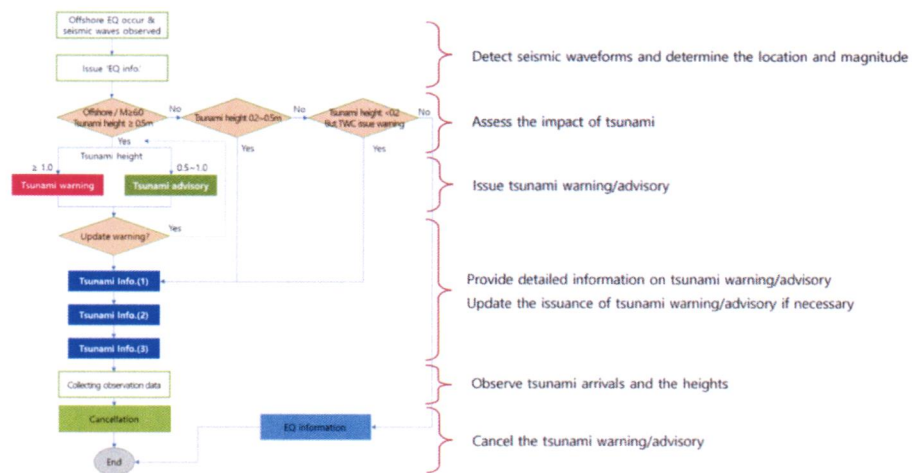 Offshore EQ occur &
seismic waves observed
Issue 'EQ info.'
Detect seismic waveforms and determine the location and magnitude
Offshore / M≥6.0
Tsunami height ≥ 0.5m
No
Tsunami height 0.2~0.5m
No
Tsunami height <0.2
But TWC issue warning
No
Assess the impact of tsunami
Yes
Yes
Yes
Tsunami height
≥ 1.0
0.5~1.0
Tsunami warning
Tsunami advisory
Issue tsunami warning/advisory
Update warning?
Yes
Tsunami Info.(1)
Tsunami Info.(2)
Tsunami Info.(3)
Provide detailed information on tsunami warning/advisory
Update the issuance of tsunami warning/advisory if necessary
Collecting observation data
Observe tsunami arrivals and the heights
Cancellation
EQ information
Cancel the tsunami warning/advisory
End